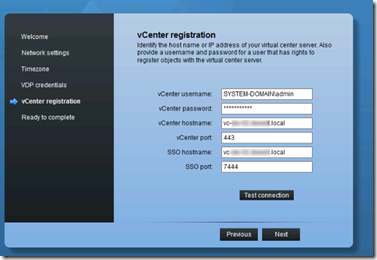 Welcome
Network settings
Timezone
VDP credentials
vCenter registration
Ready to complete
vCenter registration
Identify the host name or IP address of your virtual center server. Also
provide a username and password for a user that has rights to
register objects with the virtual center server.
vCenter username: SYSTEM-DOMAIN\admin
vCenter password: ***********
vCenter hostname: vc- .local
vCenter port: 443
SSO hostname: vc- .local
SSO port: 7444
Test connection
Previous Next